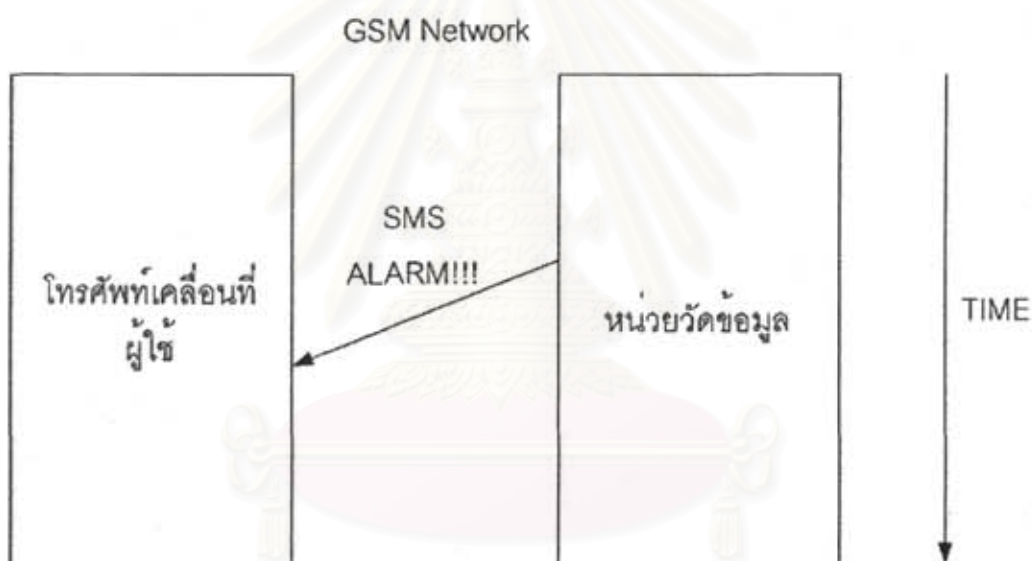 GSM Network
SMS
ALARM!!!
โทรศัพท์เคลื่อนที่
ผู้ใช้
หน่วยวัดข้อมูล
TIME